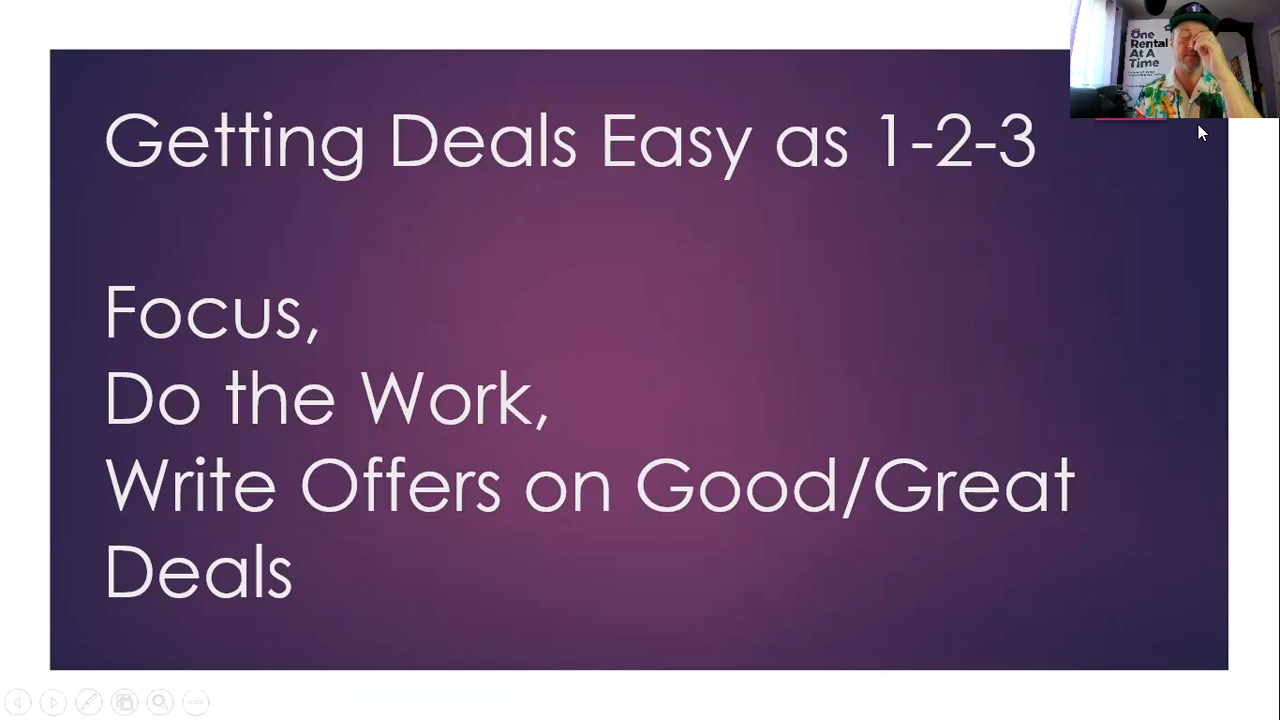 Getting Deals Easy as 1-2-3
Focus,
Do the Work,
Write Offers on Good/Great
Deals
One
Rental
At A
Time